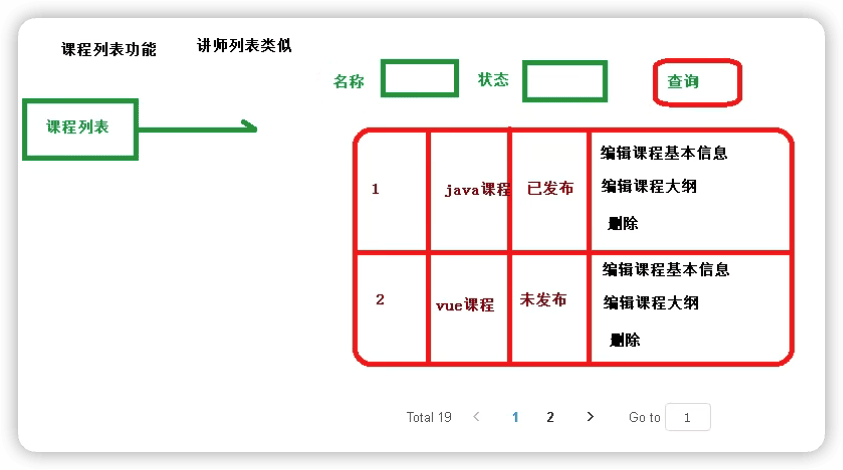 课程列表功能 讲师列表类似
名称 状态 查询
课程列表
1 java课程 已发布 编辑课程基本信息
编辑课程大纲
删除
2 vue课程 未发布 编辑课程基本信息
编辑课程大纲
删除
Total 19 < 1 2 > Go to 1